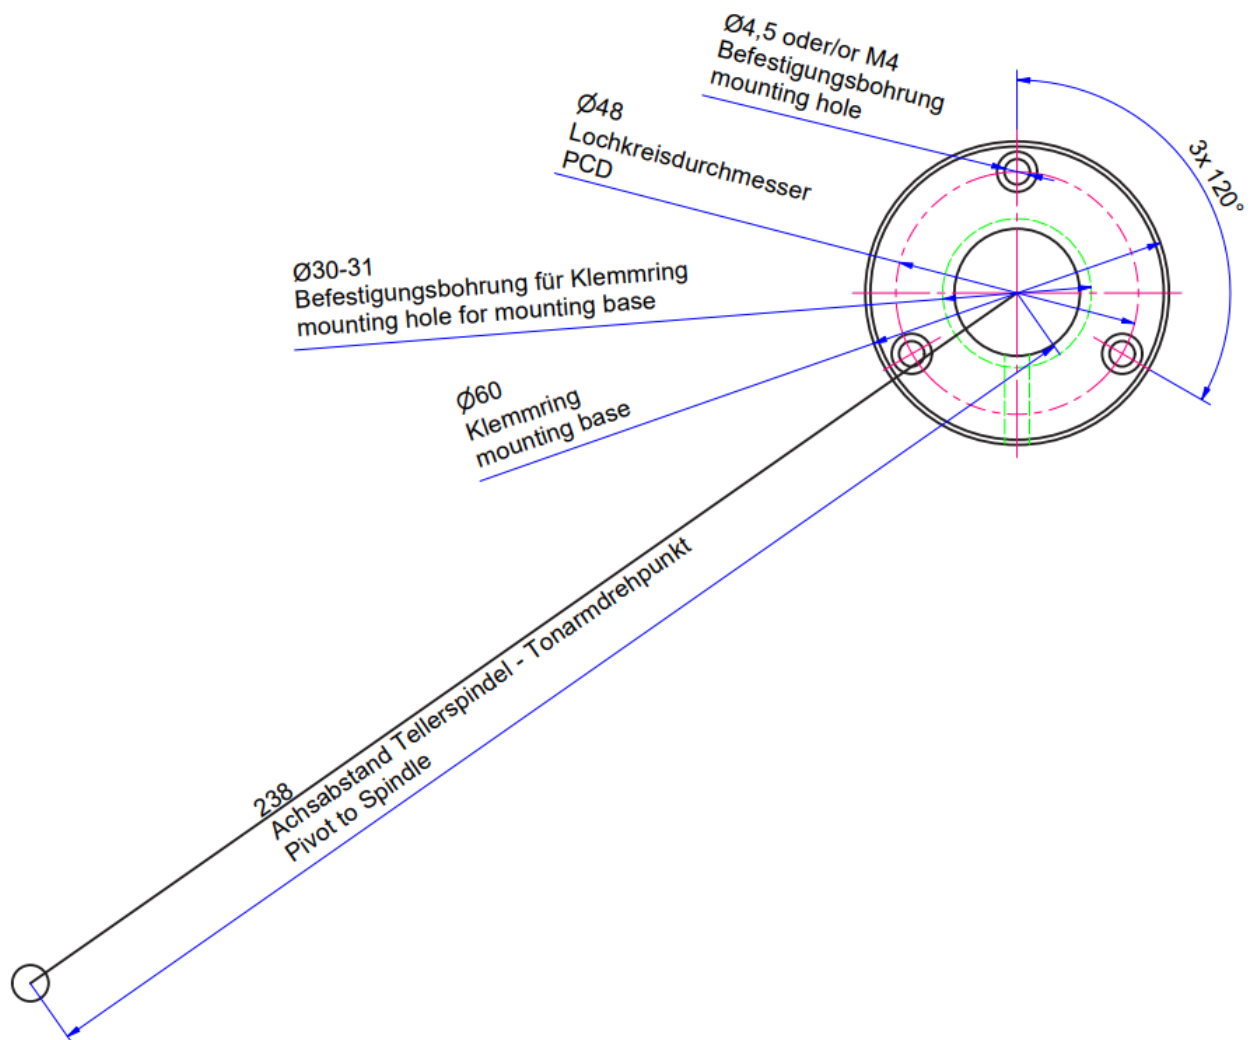 Ø4,5 oder/or M4
Befestigungsbohrung
mounting hole
Ø48
Lochkreisdurchmesser
PCD
3x 120°
Ø30-31
Befestigungsbohrung für Klemmring
mounting hole for mounting base
Ø60
Klemmring
mounting base
238
Achsabstand Tellerspindel - Tonarmdrehpunkt
Pivot to Spindle